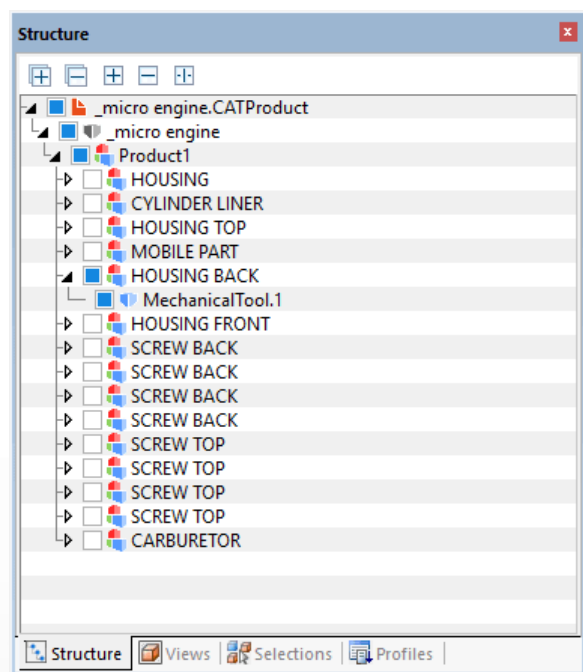 Structure
_micro engine.CATProduct
_micro engine
Product1
HOUSING
CYLINDER LINER
HOUSING TOP
MOBILE PART
HOUSING BACK
MechanicalTool.1
HOUSING FRONT
SCREW BACK
SCREW BACK
SCREW BACK
SCREW BACK
SCREW TOP
SCREW TOP
SCREW TOP
SCREW TOP
CARBURETOR
Structure Views Selections Profiles